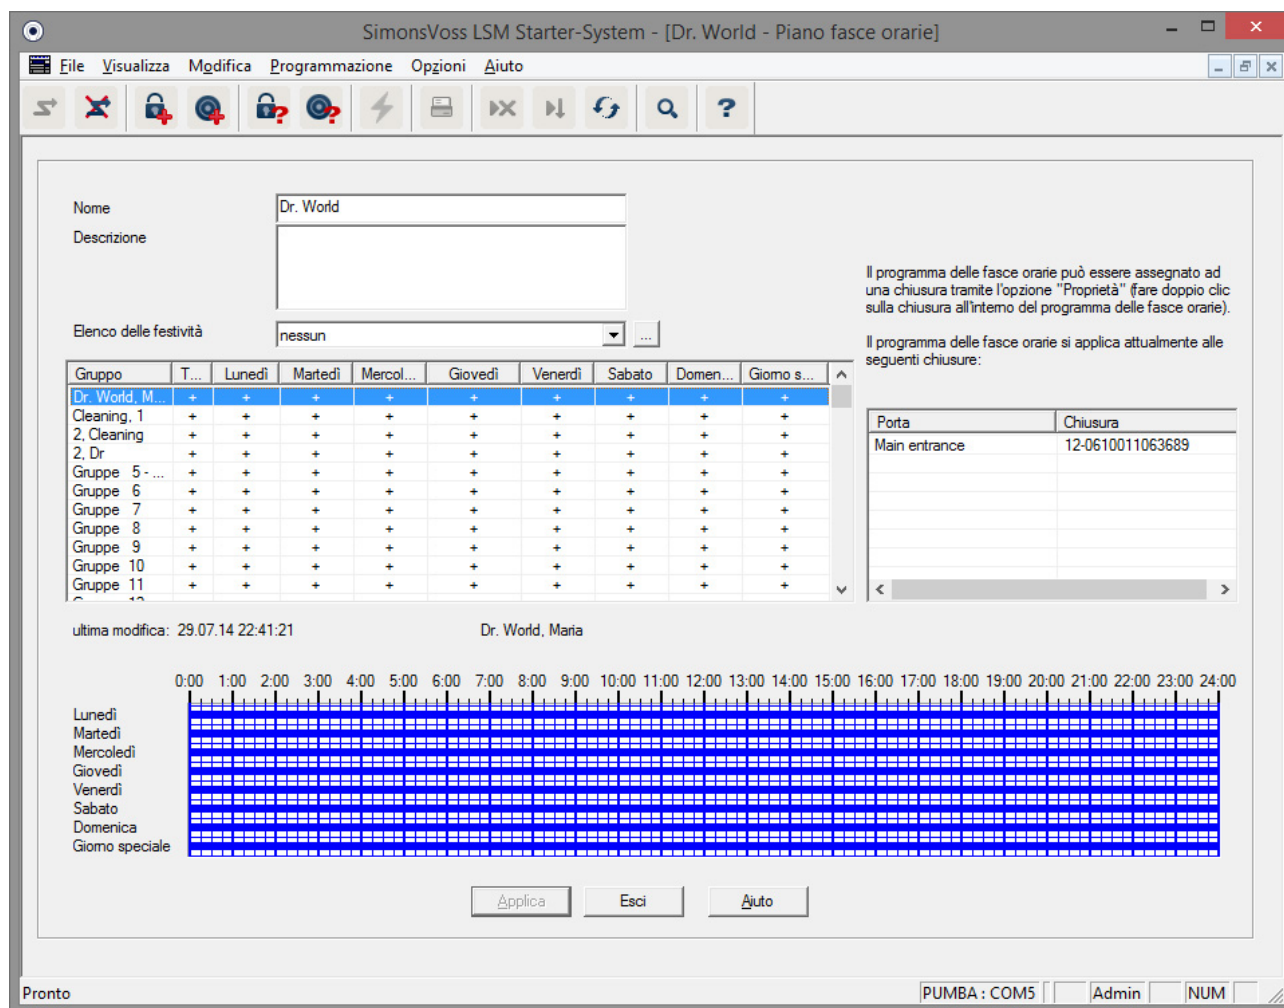 SimonsVoss LSM Starter-System - [Dr. World - Piano fasce orarie]
File Visualizza Modifica Programmazione Opzioni Aiuto
Nome
Dr. World
Descrizione
Elenco delle festività
nessun
...
Il programma delle fasce orarie può essere assegnato ad
una chiusura tramite l'opzione "Proprietà" (fare doppio clic
sulla chiusura all'interno del programma delle fasce orarie).
Il programma delle fasce orarie si applica attualmente alle
seguenti chiusure:
Gruppo T... Lunedì Martedì Mercol... Giovedì Venerdì Sabato Domen... Giorno s...
Dr. World, M... + + + + + + + + +
Cleaning, 1 + + + + + + + + +
2, Cleaning + + + + + + + + +
2, Dr + + + + + + + + +
Gruppe 5 - ... + + + + + + + + +
Gruppe 6 + + + + + + + + +
Gruppe 7 + + + + + + + + +
Gruppe 8 + + + + + + + + +
Gruppe 9 + + + + + + + + +
Gruppe 10 + + + + + + + + +
Gruppe 11 + + + + + + + + +
Porta Chiusura
Main entrance 12-0610011063689
ultima modifica: 29.07.14 22:41:21
Dr. World, Maria
0:00 1:00 2:00 3:00 4:00 5:00 6:00 7:00 8:00 9:00 10:00 11:00 12:00 13:00 14:00 15:00 16:00 17:00 18:00 19:00 20:00 21:00 22:00 23:00 24:00
Lunedì
Martedì
Mercoledì
Giovedì
Venerdì
Sabato
Domenica
Giorno speciale
Applica Esci Aiuto
Pronto
PUMBA : COM5 Admin NUM